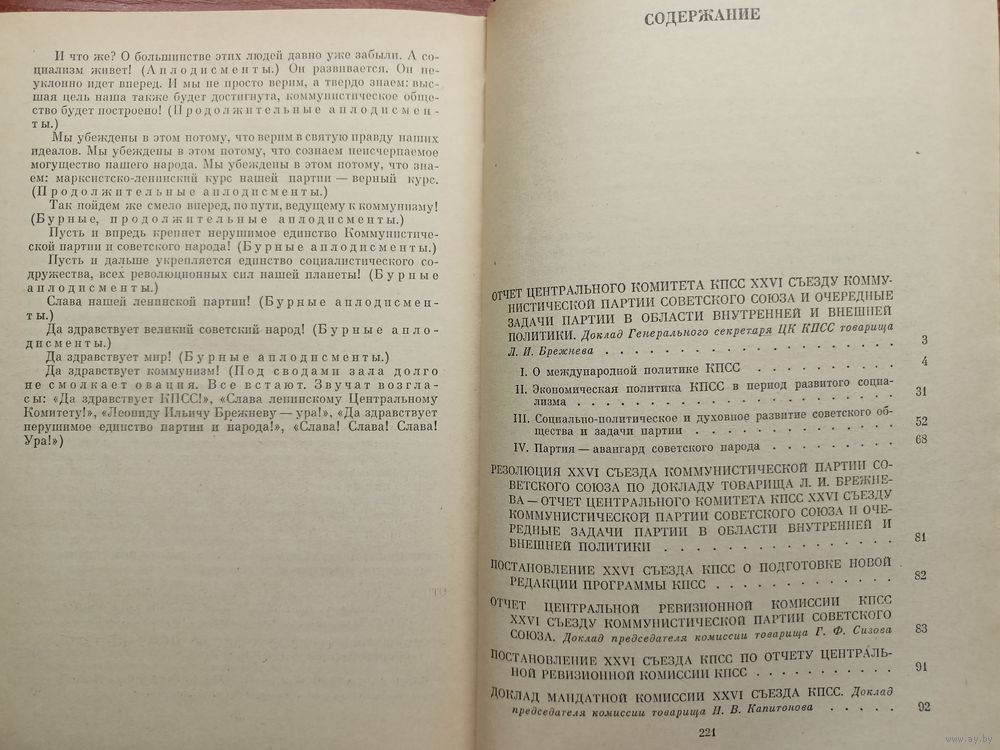 И что же? О большинстве этих людей давно уже забыли. А со-
циализм живет! (Аплодисменты.) Он развивается. Он не-
уклонно идет вперед. И мы не просто верим, а твердо знаем: выс-
шая цель наша также будет достигнута, коммунистическое обще-
ство будет построено! (Продолжительные аплодисмен-
ты.)
Мы убеждены в этом потому, что верим в святую правду наших
идеалов. Мы убеждены в этом потому, что сознаем неисчерпаемое
могущество нашего народа. Мы убеждены в этом потому, что зна-
ем: марксистско-ленинский курс нашей партии — верный курс.
(Продолжительные аплодисменты.)
Так пойдем же смело вперед, по пути, ведущему к коммунизму!
(Бурные, продолжительные аплодисменты.)
Пусть и впредь крепнет нерушимое единство Коммунистиче-
ской партии и советского народа! (Бурные аплодисменты.)
Пусть и дальше укрепляется единство социалистического со-
дружества, всех революционных сил нашей планеты! (Бурные
аплодисменты.)
Слава нашей ленинской партии! (Бурные аплодисмен-
ты.)
Да здравствует великий советский народ! (Бурные апло-
дисменты.)
Да здравствует мир! (Бурные аплодисменты.)
Да здравствует коммунизм! (Под сводами зала долго
не смолкает овация. Все встают. Звучат возгла-
сы: «Да здравствует КПСС!», «Слава ленинскому Центральному
Комитету!», «Леониду Ильичу Брежневу — ура!», «Да здравствует
нерушимое единство партии и народа!», «Слава! Слава! Слава!
Ура!»)
СОДЕРЖАНИЕ
ОТЧЕТ ЦЕНТРАЛЬНОГО КОМИТЕТА КПСС XXVI СЪЕЗДУ КОММУ-
НИСТИЧЕСКОЙ ПАРТИИ СОВЕТСКОГО СОЮЗА И ОЧЕРЕДНЫЕ
ЗАДАЧИ ПАРТИИ В ОБЛАСТИ ВНУТРЕННЕЙ И ВНЕШНЕЙ
ПОЛИТИКИ. Доклад Генерального секретаря ЦК КПСС товарища
Л. И. Брежнева . . . . . . . . . . . . . . . . 3
I. О международной политике КПСС . . . . . . . . 4
II. Экономическая политика КПСС в период развитого социа-
лизма . . . . . . . . . . . . . . . . 31
III. Социально-политическое и духовное развитие советского об-
щества и задачи партии . . . . . . . . . . 52
IV. Партия — авангард советского народа . . . . . . . 68
РЕЗОЛЮЦИЯ XXVI СЪЕЗДА КОММУНИСТИЧЕСКОЙ ПАРТИИ СО-
ВЕТСКОГО СОЮЗА ПО ДОКЛАДУ ТОВАРИЩА Л. И. БРЕЖНЕ-
ВА — ОТЧЕТ ЦЕНТРАЛЬНОГО КОМИТЕТА КПСС XXVI СЪЕЗДУ
КОММУНИСТИЧЕСКОЙ ПАРТИИ СОВЕТСКОГО СОЮЗА И ОЧЕ-
РЕДНЫЕ ЗАДАЧИ ПАРТИИ В ОБЛАСТИ ВНУТРЕННЕЙ И
ВНЕШНЕЙ ПОЛИТИКИ . . . . . . . . . . . . 81
ПОСТАНОВЛЕНИЕ XXVI СЪЕЗДА КПСС О ПОДГОТОВКЕ НОВОЙ
РЕДАКЦИИ ПРОГРАММЫ КПСС . . . . . . . . . 82
ОТЧЕТ ЦЕНТРАЛЬНОЙ РЕВИЗИОННОЙ КОМИССИИ КПСС
XXVI СЪЕЗДУ КОММУНИСТИЧЕСКОЙ ПАРТИИ СОВЕТСКОГО
СОЮЗА. Доклад председателя комиссии товарища Г. Ф. Сизова 83
ПОСТАНОВЛЕНИЕ XXVI СЪЕЗДА КПСС ПО ОТЧЕТУ ЦЕНТРАЛЬ-
НОЙ РЕВИЗИОННОЙ КОМИССИИ КПСС . . . . . . . . . 91
ДОКЛАД МАНДАТНОЙ КОМИССИИ XXVI СЪЕЗДА КПСС. Доклад
председателя комиссии товарища И. В. Капитонова . . . . . 92
221
www.ay.by